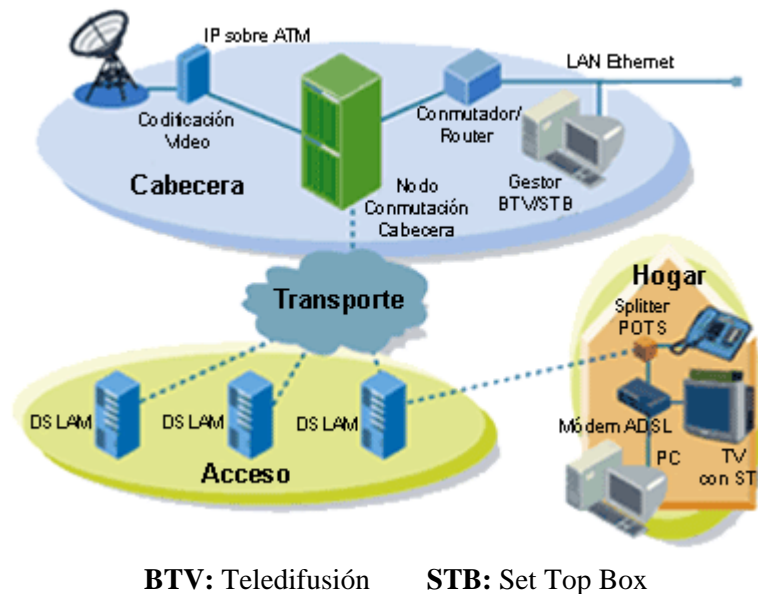 IP sobre ATM
LAN Ethernet
Codificación
Video
Conmutador/
Router
Cabecera
Nodo
Conmutación
Cabecera
Gestor
BTV/STB
Transporte
Hogar
Splitter
POTS
DSLAM
DSLAM
DSLAM
Módem ADSL
PC
TV
con ST
Acceso
BTV: Teledifusión STB: Set Top Box